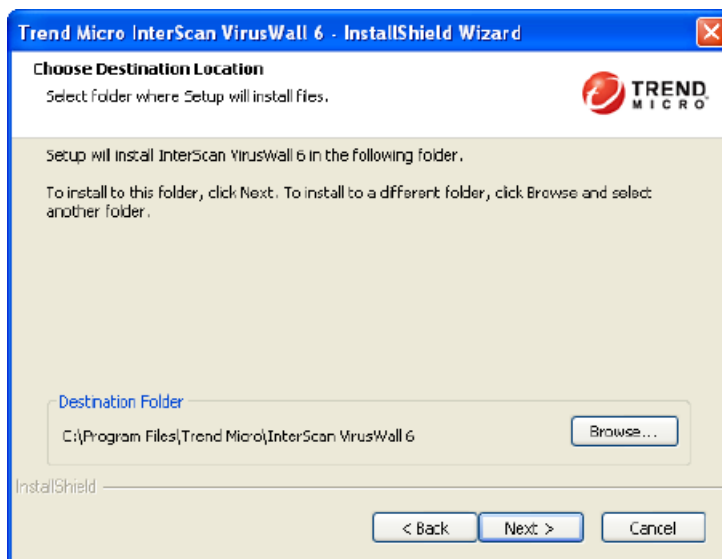 Trend Micro InterScan VirusWall 6 - InstallShield Wizard
Choose Destination Location
Select folder where Setup will install files.
TREND
MICRO
Setup will install InterScan VirusWall 6 in the following folder.
To install to this folder, click Next. To install to a different folder, click Browse and select
another folder.
Destination Folder
C:\Program Files\Trend Micro\InterScan VirusWall 6
Browse...
InstallShield
< Back
Next >
Cancel